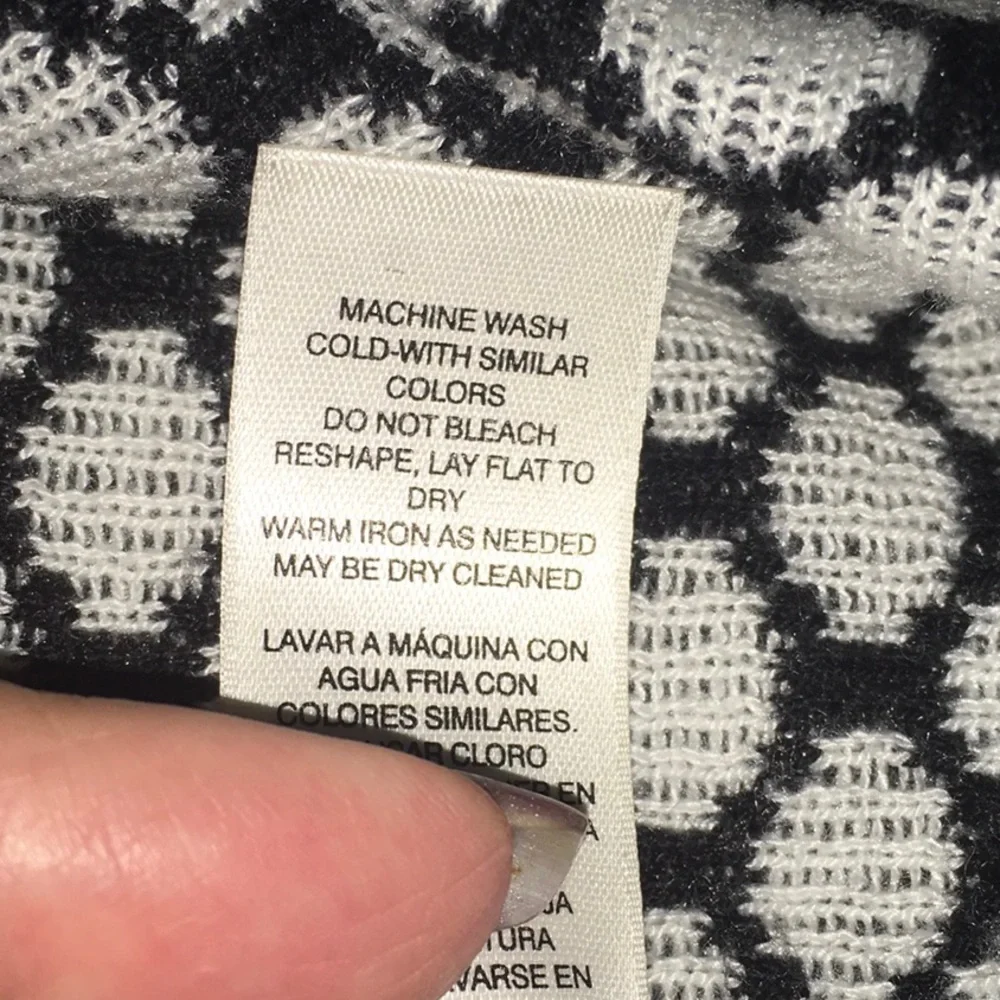 MACHINE WASH
COLD-WITH SIMILAR
COLORS
DO NOT BLEACH
RESHAPE, LAY FLAT TO
DRY
WARM IRON AS NEEDED
MAY BE DRY CLEANED
LAVAR A MÁQUINA CON
AGUA FRIA CON
COLORES SIMILARES.
CLORO
EN